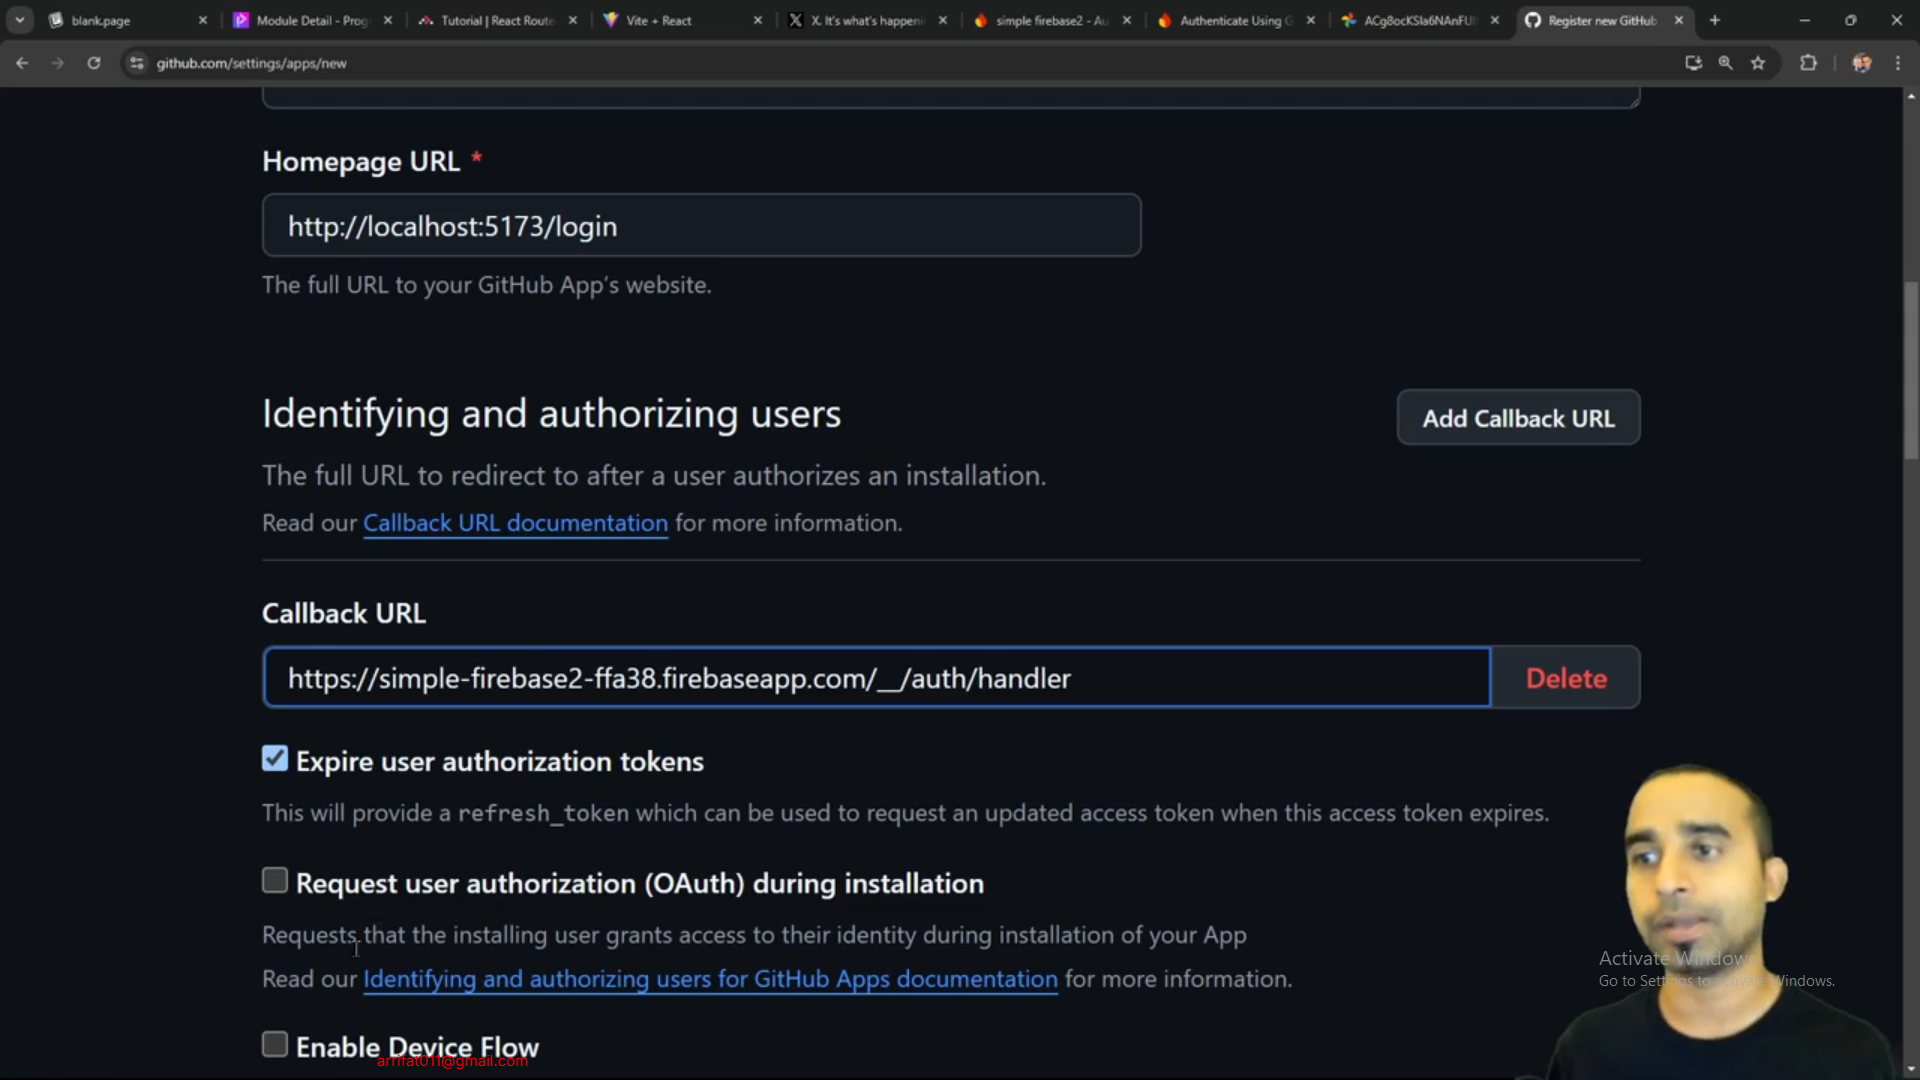 blank.page
Module Detail - Prog
Tutorial | React Route
Vite + React
X. It's what's happeni
simple firebase2 - Au
Authenticate Using G
ACg8ocKSla6NAnFUI
Register new GitHub
github.com/settings/apps/new
Homepage URL *
http://localhost:5173/login
The full URL to your GitHub App's website.
Identifying and authorizing users
Add Callback URL
The full URL to redirect to after a user authorizes an installation.
Read our Callback URL documentation for more information.
Callback URL
https://simple-firebase2-ffa38.firebaseapp.com/__/auth/handler
Delete
Expire user authorization tokens
This will provide a refresh_token which can be used to request an updated access token when this access token expires.
Request user authorization (OAuth) during installation
Requests that the installing user grants access to their identity during installation of your App
Read our Identifying and authorizing users for GitHub Apps documentation for more information.
Activate Windows
Go to Settings to activate Windows.
Enable Device Flow
arrifat011@gmail.com